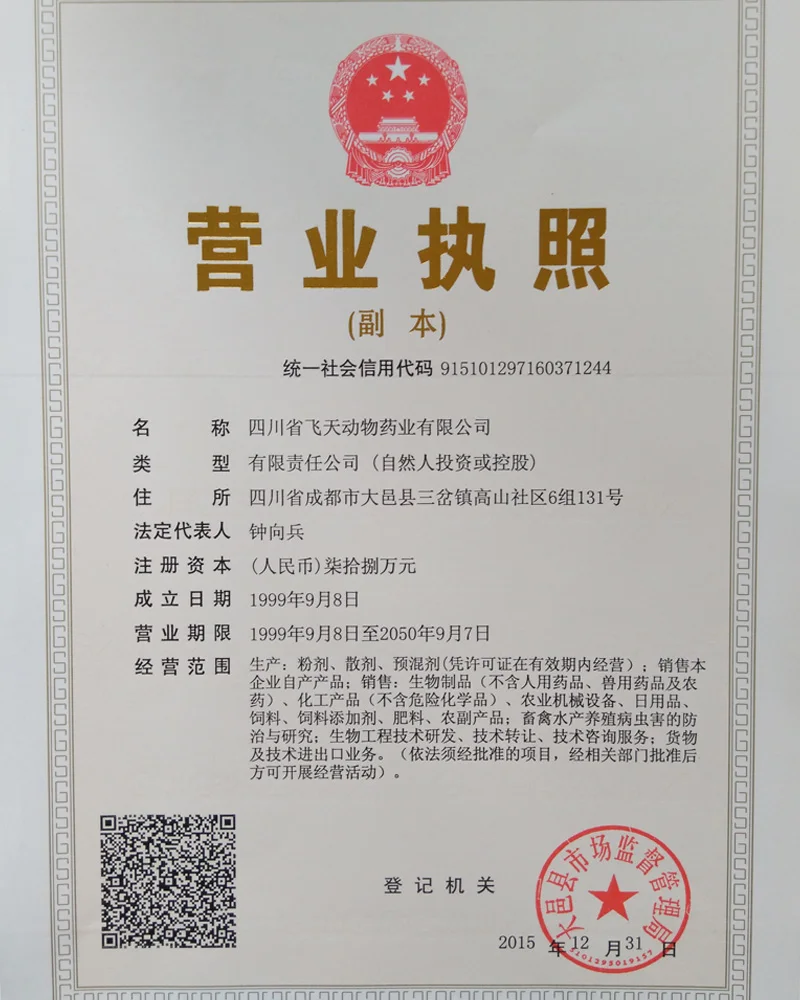 营业执照
(副 本)
统一社会信用代码 915101297160371244
名 称 四川省飞天动物药业有限公司
类 型 有限责任公司 (自然人投资或控股)
住 所 四川省成都市大邑县三岔镇高山社区6组131号
法定代表人 钟向兵
注册资本 (人民币)柒拾捌万元
成立日期 1999年9月8日
营业期限 1999年9月8日至2050年9月7日
经营范围 生产：粉剂、散剂、预混剂(凭许可证在有效期内经营）；销售本
企业自产产品；销售：生物制品（不含人用药品、兽用药品及农
药）、化工产品（不含危险化学品）、农业机械设备、日用品、
饲料、饲料添加剂、肥料、农副产品；畜禽水产养殖病虫害的防
治与研究；生物工程技术研发、技术转让、技术咨询服务；货物
及技术进出口业务。（依法须经批准的项目，经相关部门批准后
方可开展经营活动）。
登记机关
大邑县市场监督管理局
2015 年 12 月 31 日